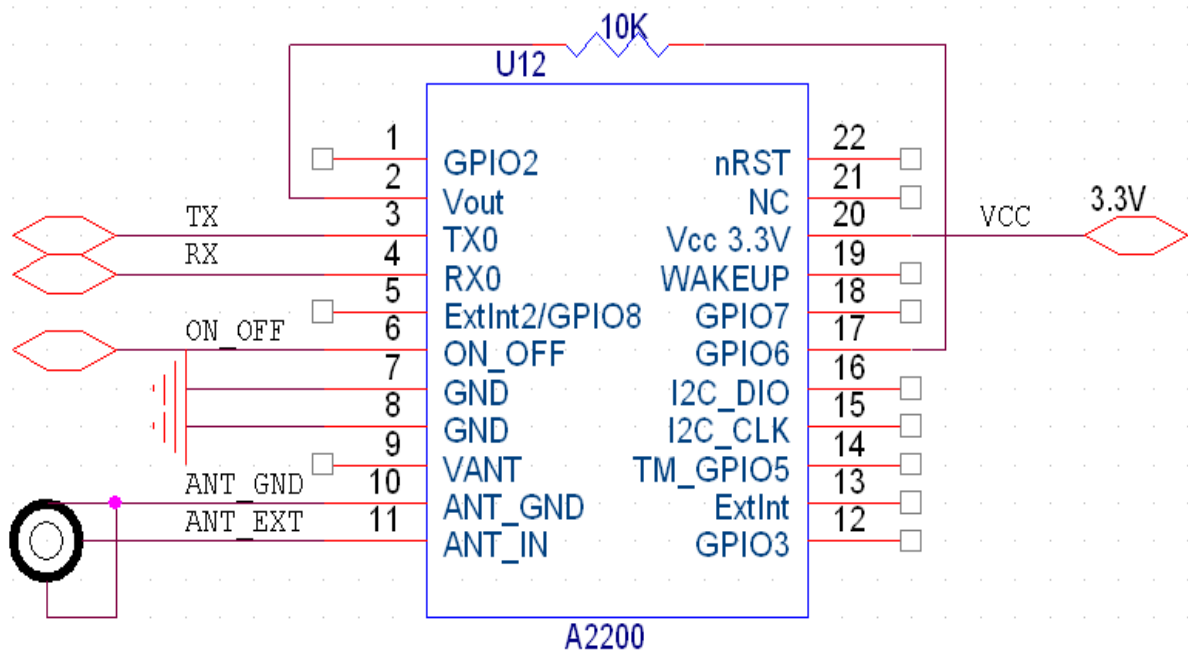 10K
U12
1 GPIO2 nRST 22
2 Vout NC 21
TX 3 TX0 Vcc 3.3V 20 VCC 3.3V
RX 4 RX0 WAKEUP 19
5 ExtInt2/GPIO8 GPIO7 18
ON_OFF 6 ON_OFF GPIO6 17
7 GND I2C_DIO 16
8 GND I2C_CLK 15
9 VANT TM_GPIO5 14
ANT_GND 10 ANT_GND ExtInt 13
ANT_EXT 11 ANT_IN GPIO3 12
A2200